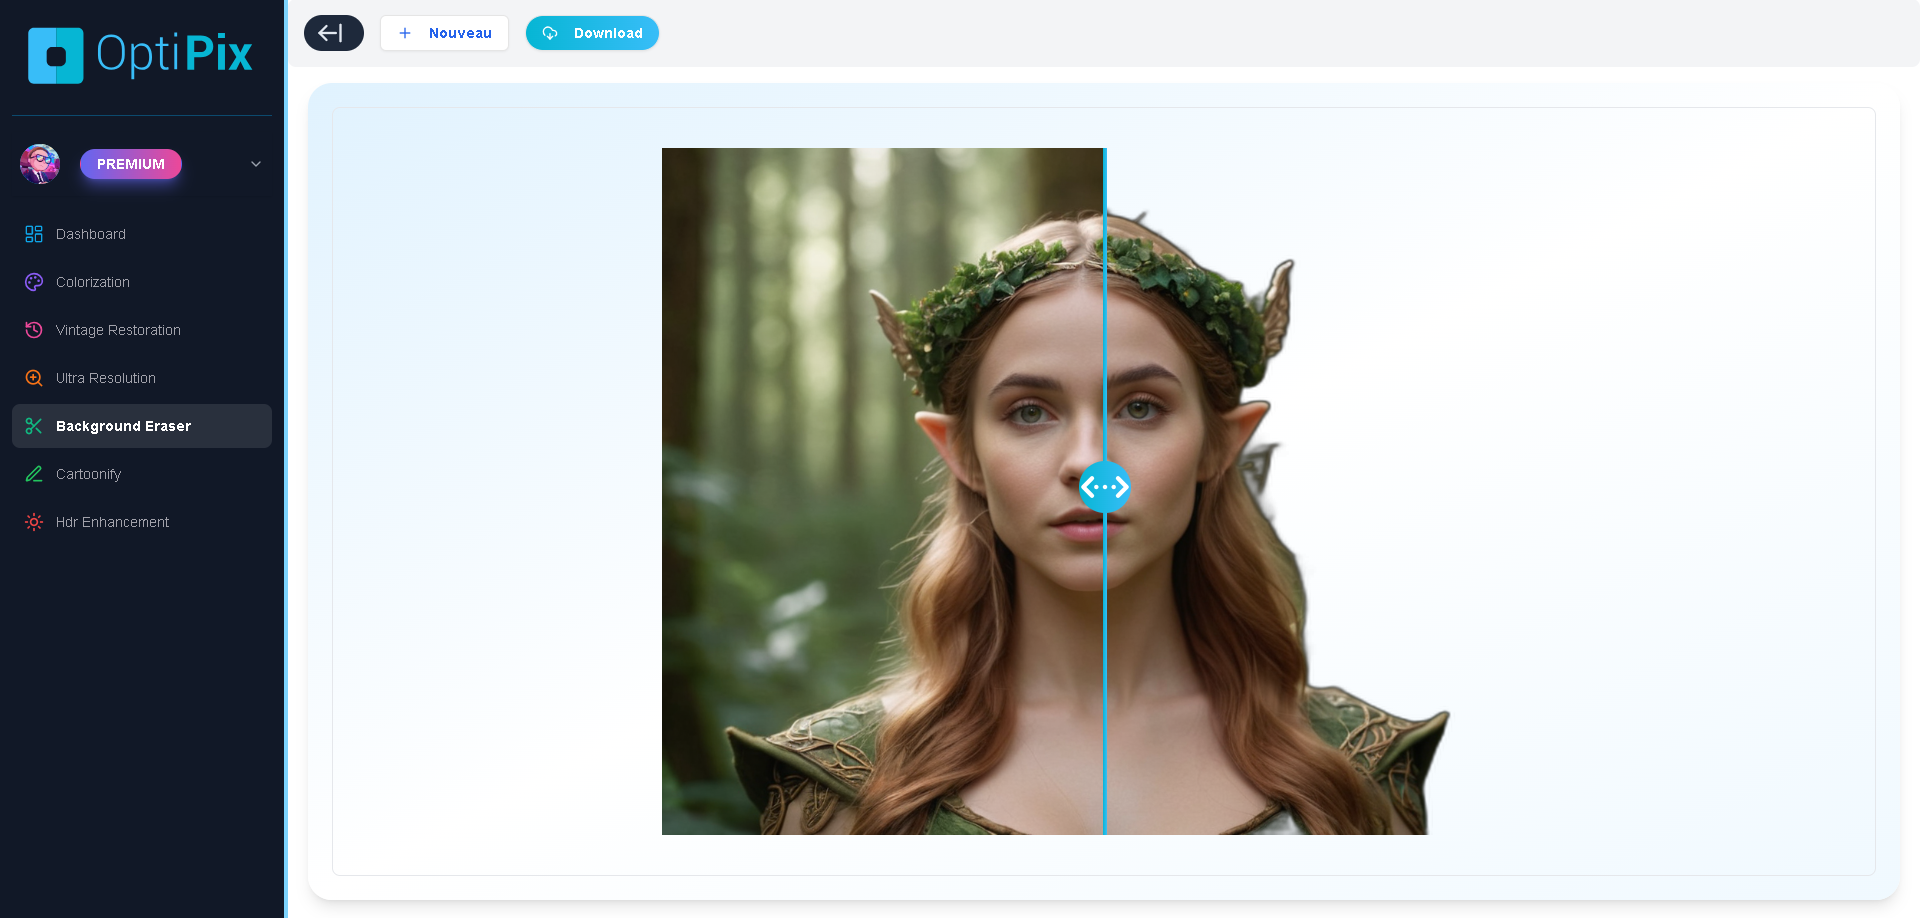 OptiPix
PREMIUM
Dashboard
Colorization
Vintage Restoration
Ultra Resolution
Background Eraser
Cartoonify
Hdr Enhancement
Nouveau
Download